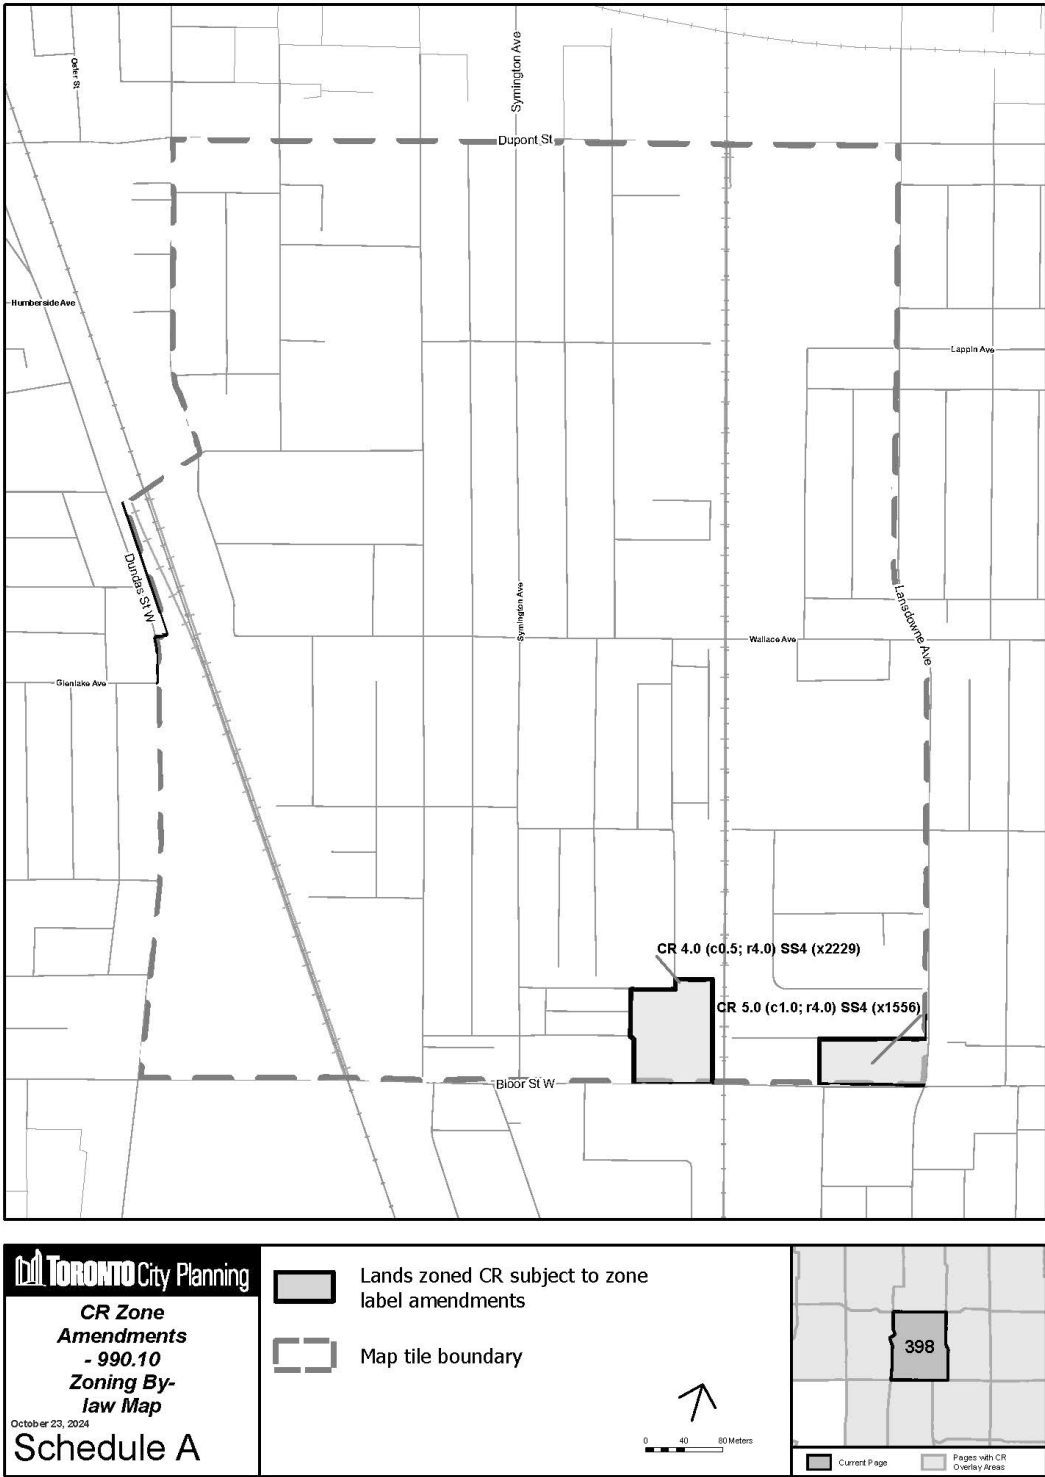 Osler St
Symington Ave
Dupont St
Humberside Ave
Lappin Ave
Dundas St W
Symington Ave
Lansdowne Ave
Wallace Ave
Glenlake Ave
CR 4.0 (c0.5; r4.0) SS4 (x2229)
CR 5.0 (c1.0; r4.0) SS4 (x1556)
Bloor St W
TORONTO City Planning
CR Zone
Amendments
- 990.10
Zoning By-
law Map
October 23, 2024
Schedule A
Lands zoned CR subject to zone
label amendments
Map tile boundary
0 40 80 Meters
398
Current Page
Pages with CR
Overlay Areas